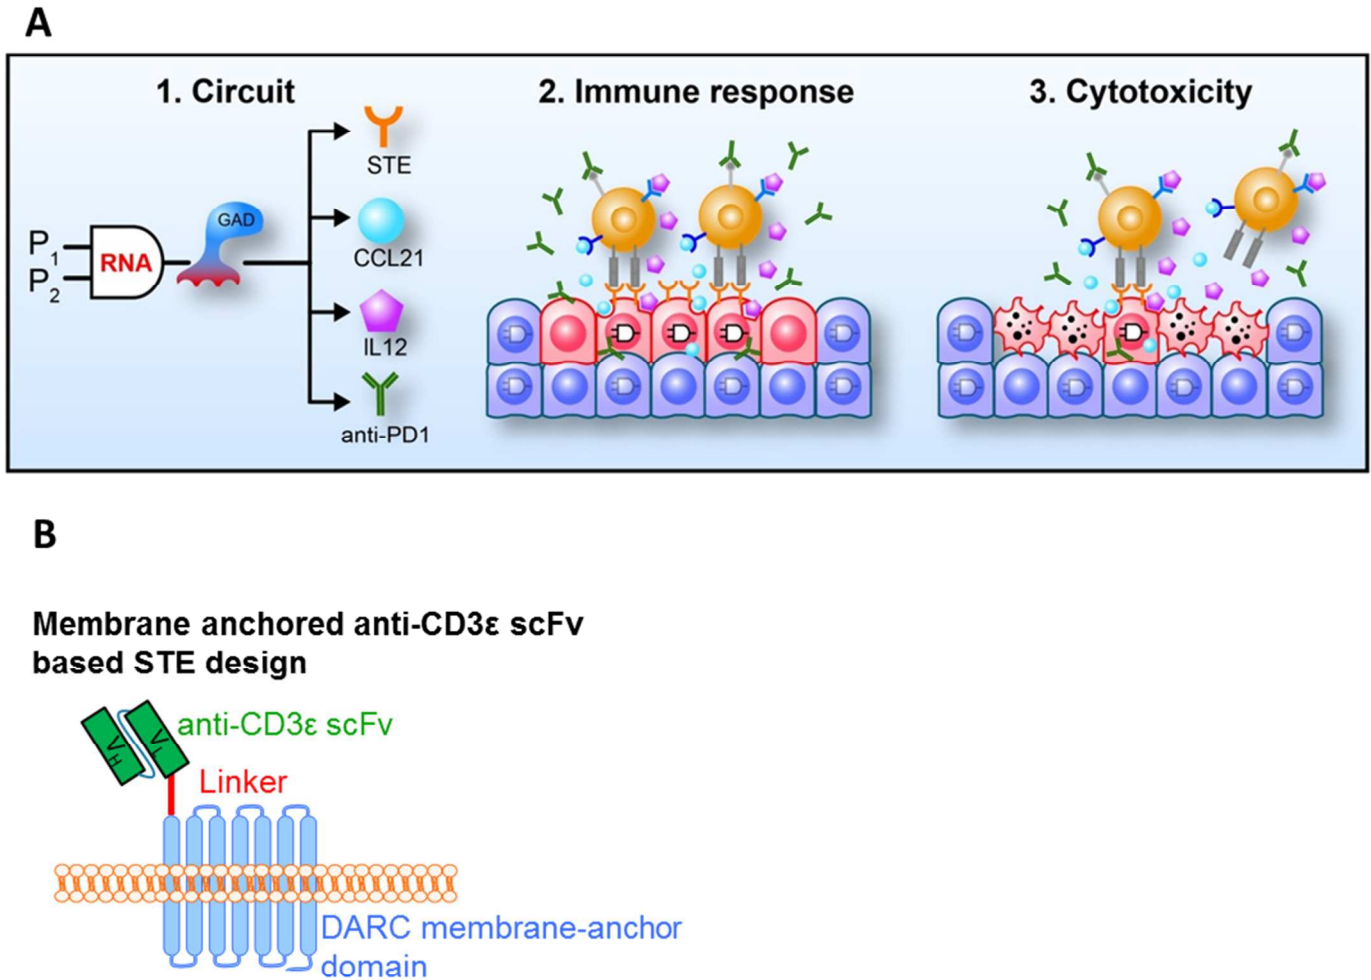 A
1. Circuit
2. Immune response
3. Cytotoxicity
STE
GAD
P1
RNA
P2
CCL21
IL12
anti-PD1
B
Membrane anchored anti-CD3ε scFv
based STE design
VH
VL
anti-CD3ε scFv
Linker
DARC membrane-anchor
domain